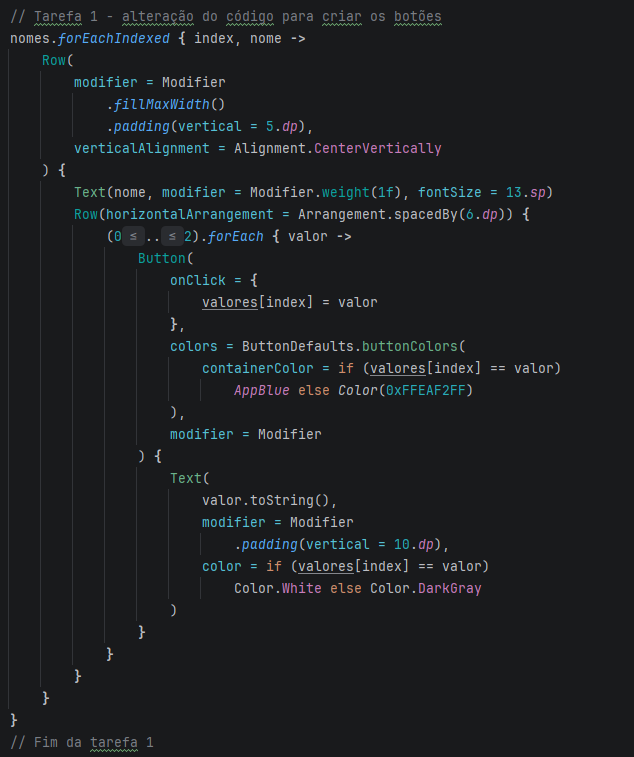 // Tarefa 1 - alteração do código para criar os botões
nomes.forEachIndexed { index, nome ->
    Row(
        modifier = Modifier
            .fillMaxWidth()
            .padding(vertical = 5.dp),
        verticalAlignment = Alignment.CenterVertically
    ) {
        Text(nome, modifier = Modifier.weight(1f), fontSize = 13.sp)
        Row(horizontalArrangement = Arrangement.spacedBy(6.dp)) {
            (0 ≤ .. ≤ 2).forEach { valor ->
                Button(
                    onClick = {
                        valores[index] = valor
                    },
                    colors = ButtonDefaults.buttonColors(
                        containerColor = if (valores[index] == valor)
                            AppBlue else Color(0xFFEAF2FF)
                    ),
                    modifier = Modifier
                ) {
                    Text(
                        valor.toString(),
                        modifier = Modifier
                            .padding(vertical = 10.dp),
                        color = if (valores[index] == valor)
                            Color.White else Color.DarkGray
                    )
                }
            }
        }
    }
}
// Fim da tarefa 1